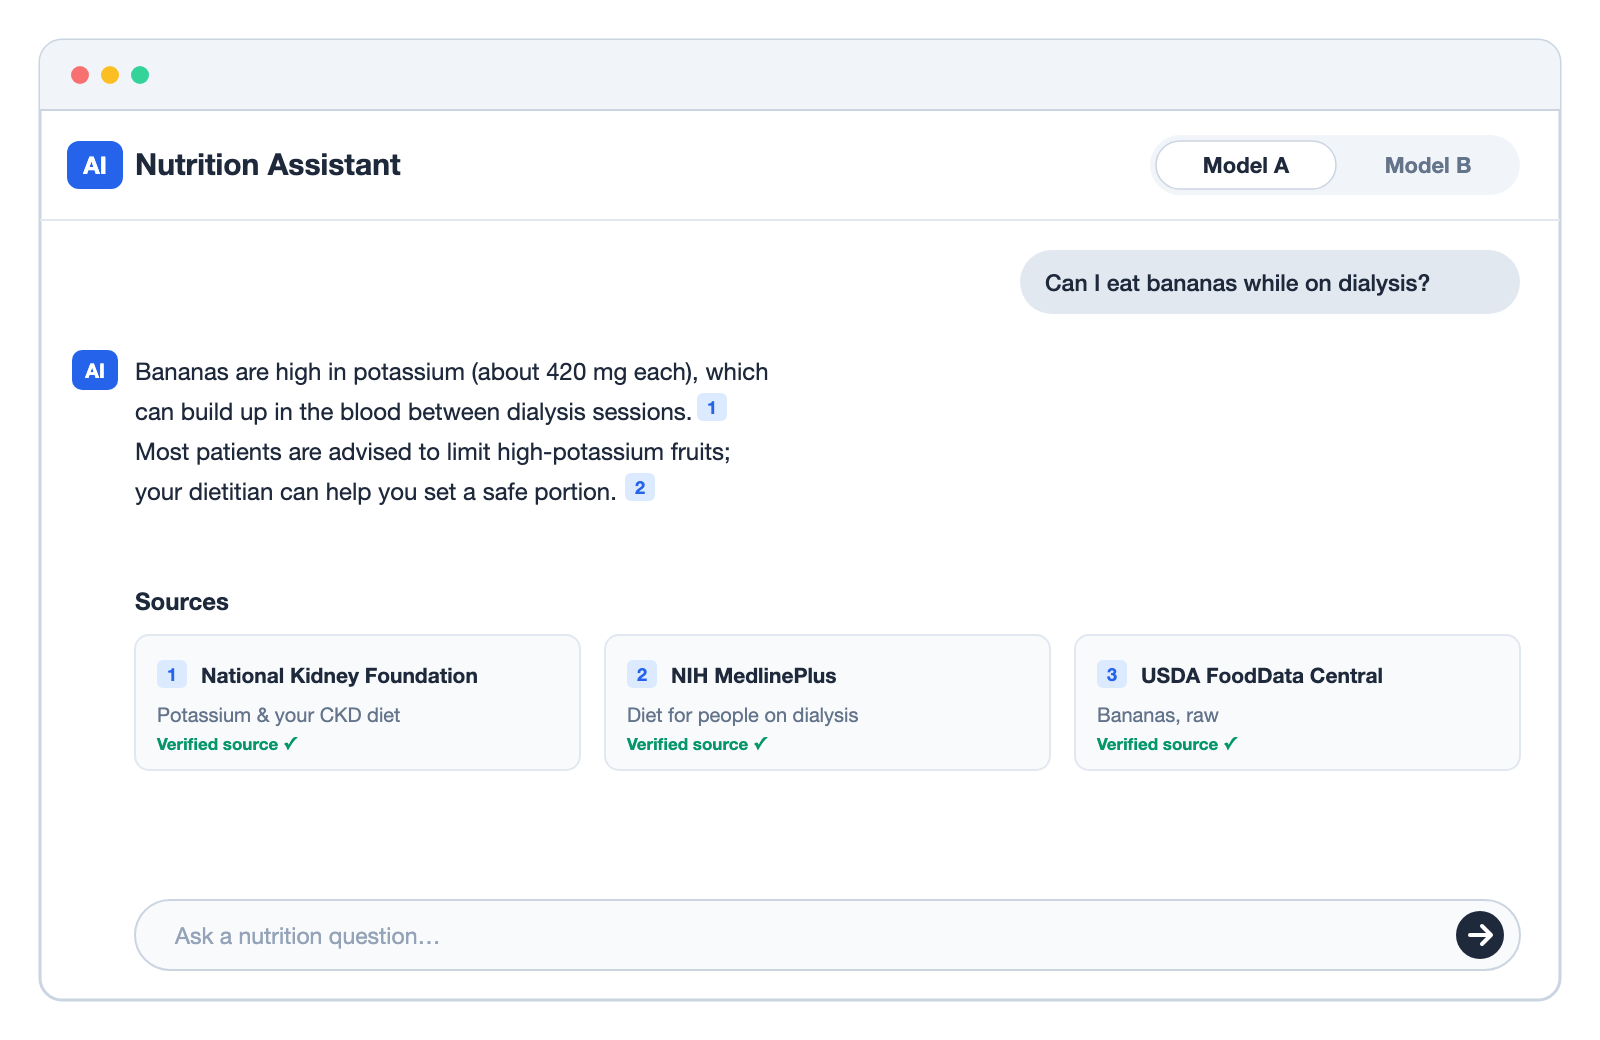 AI Nutrition Assistant
Model A Model B
Can I eat bananas while on dialysis?
AI
Bananas are high in potassium (about 420 mg each), which
can build up in the blood between dialysis sessions. 1
Most patients are advised to limit high-potassium fruits;
your dietitian can help you set a safe portion. 2
Sources
1 National Kidney Foundation
Potassium & your CKD diet
Verified source ✓
2 NIH MedlinePlus
Diet for people on dialysis
Verified source ✓
3 USDA FoodData Central
Bananas, raw
Verified source ✓
Ask a nutrition question…